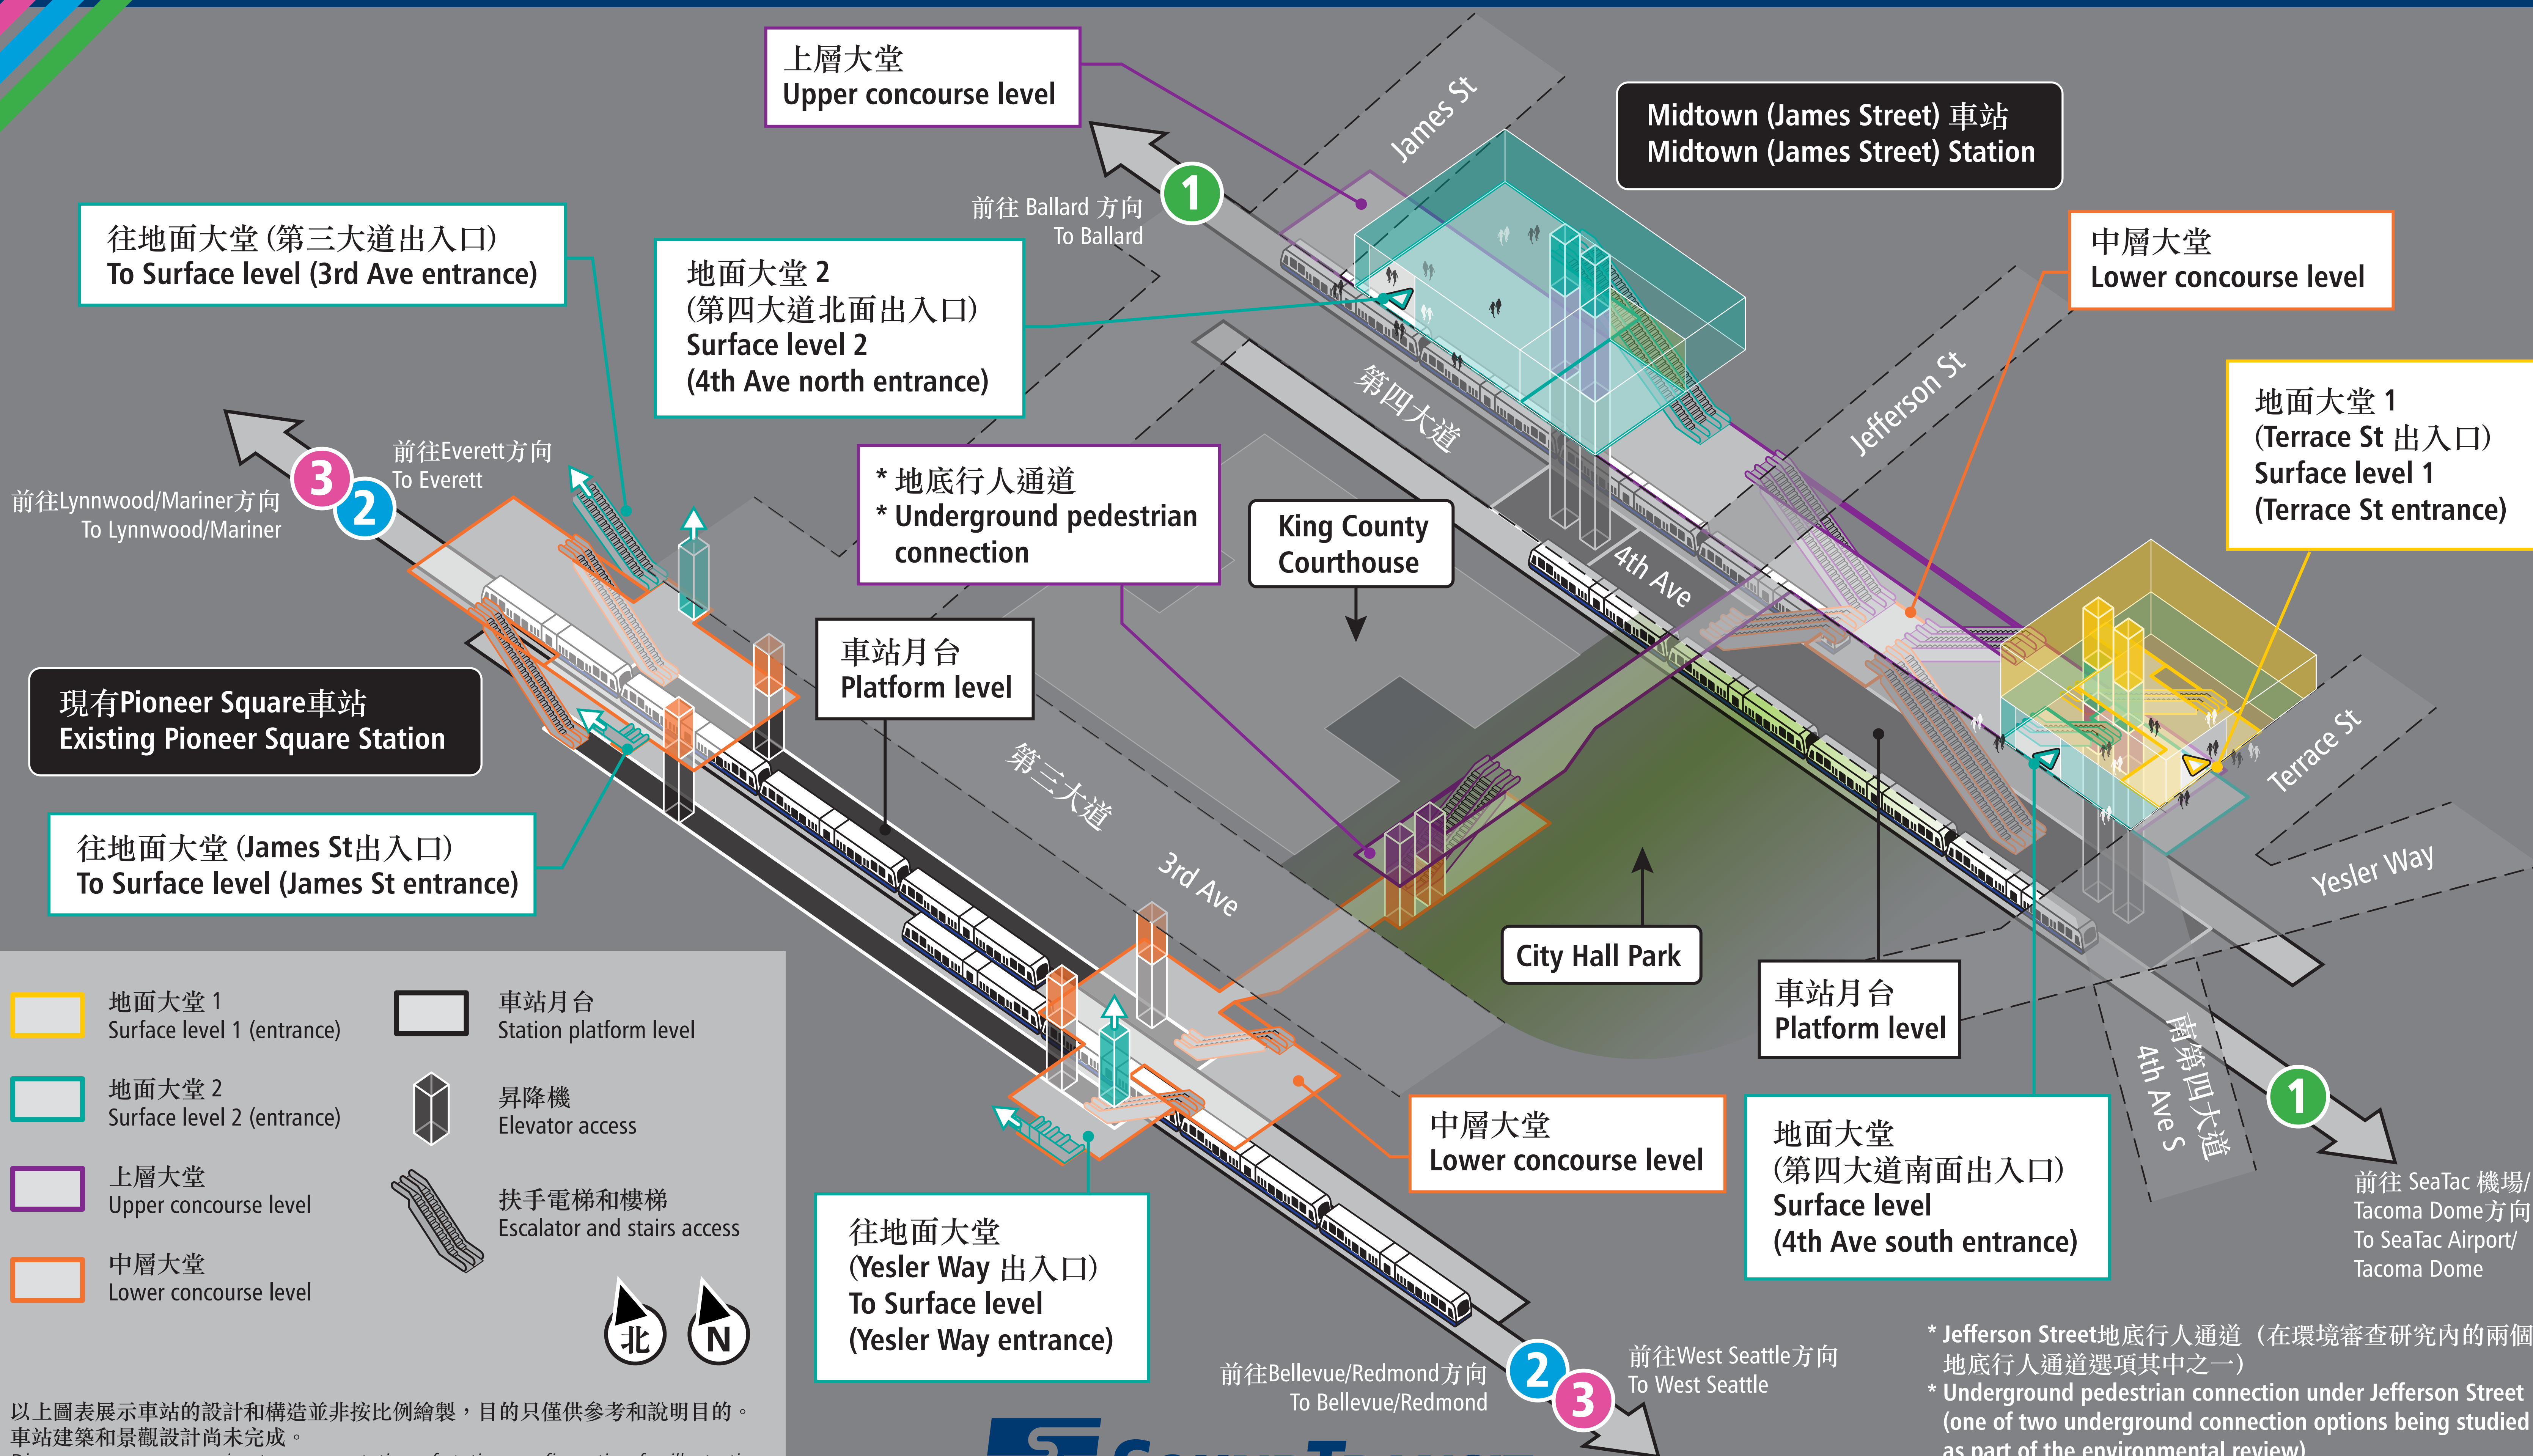 上層大堂
Upper concourse level
James St
Midtown (James Street) 車站
Midtown (James Street) Station
前往 Ballard 方向
To Ballard
1
往地面大堂 (第三大道出入口)
To Surface level (3rd Ave entrance)
地面大堂 2
(第四大道北面出入口)
Surface level 2
(4th Ave north entrance)
中層大堂
Lower concourse level
第四大道
Jefferson St
地面大堂 1
(Terrace St 出入口)
Surface level 1
(Terrace St entrance)
前往Everett方向
To Everett
3
2
前往Lynnwood/Mariner方向
To Lynnwood/Mariner
* 地底行人通道
* Underground pedestrian
connection
King County
Courthouse
4th Ave
現有Pioneer Square車站
Existing Pioneer Square Station
車站月台
Platform level
第三大道
3rd Ave
Terrace St
Yesler Way
往地面大堂 (James St出入口)
To Surface level (James St entrance)
City Hall Park
車站月台
Platform level
南第四大道
4th Ave S
1
地面大堂 1
Surface level 1 (entrance)
地面大堂 2
Surface level 2 (entrance)
上層大堂
Upper concourse level
中層大堂
Lower concourse level
車站月台
Station platform level
昇降機
Elevator access
扶手電梯和樓梯
Escalator and stairs access
北
N
中層大堂
Lower concourse level
地面大堂
(第四大道南面出入口)
Surface level
(4th Ave south entrance)
前往 SeaTac 機場/
Tacoma Dome方向
To SeaTac Airport/
Tacoma Dome
往地面大堂
(Yesler Way 出入口)
To Surface level
(Yesler Way entrance)
前往Bellevue/Redmond方向
To Bellevue/Redmond
2
3
前往West Seattle方向
To West Seattle
* Jefferson Street地底行人通道（在環境審查研究內的兩個
地底行人通道選項其中之一）
* Underground pedestrian connection under Jefferson Street
(one of two underground connection options being studied
as part of the environmental review)
以上圖表展示車站的設計和構造並非按比例繪製，目的只僅供參考和說明目的。
車站建築和景觀設計尚未完成。
SOUND TRANSIT